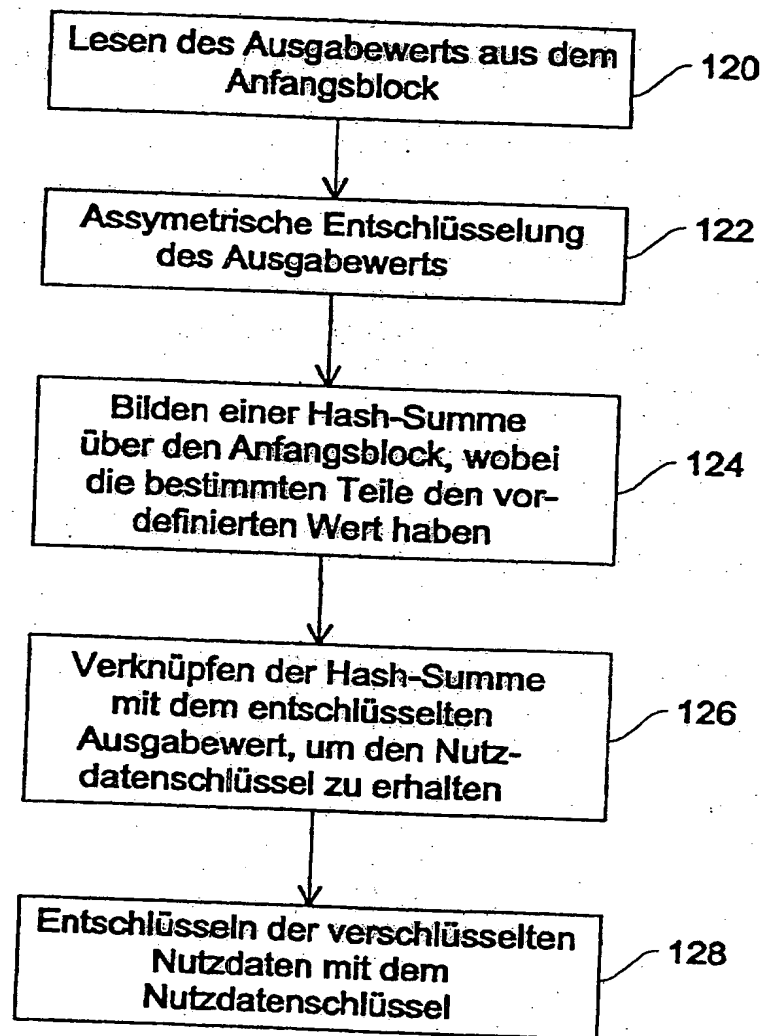 Lesen des Ausgabewerts aus dem
Anfangsblock
120
Assymetrische Entschlüsselung
des Ausgabewerts
122
Bilden einer Hash-Summe
über den Anfangsblock, wobei
die bestimmten Teile den vor-
definierten Wert haben
124
Verknüpfen der Hash-Summe
mit dem entschlüsselten
Ausgabewert, um den Nutz-
datenschlüssel zu erhalten
126
Entschlüsseln der verschlüsselten
Nutzdaten mit dem
Nutzdatenschlüssel
128